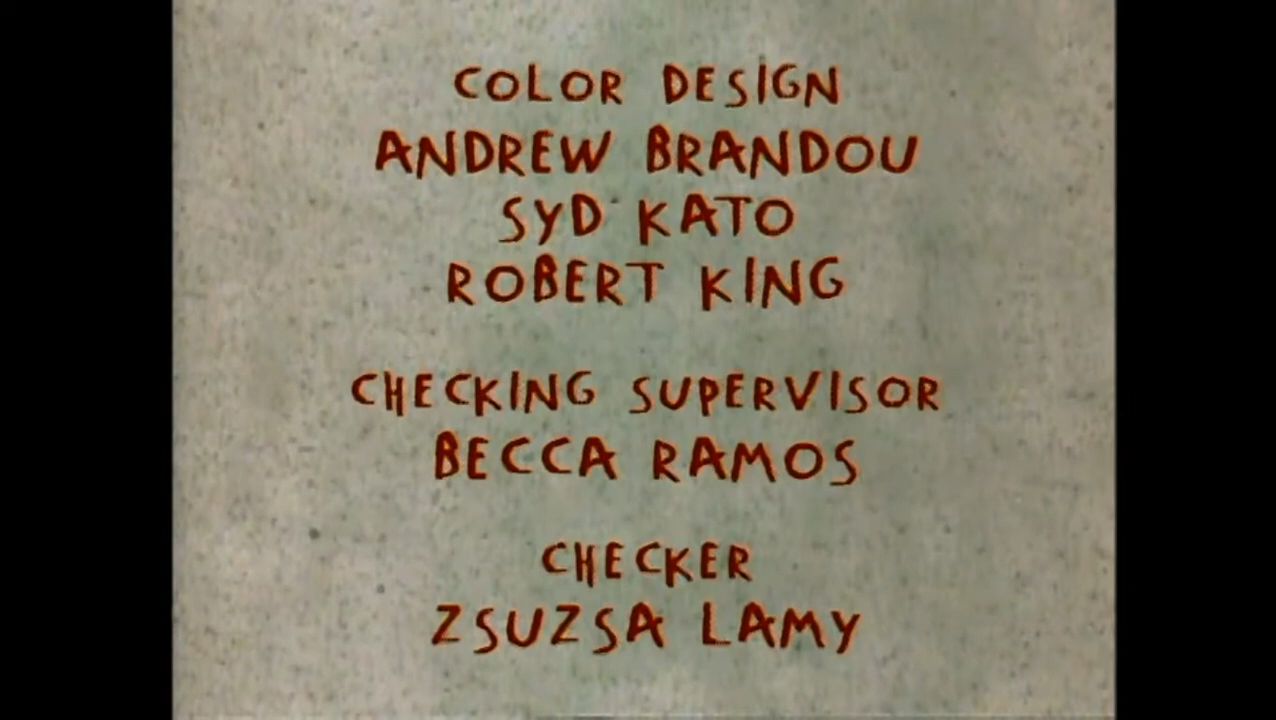 COLOR DESIGN
ANDREW BRANDOU
SYD KATO
ROBERT KING
CHECKING SUPERVISOR
BECCA RAMOS
CHECKER
ZSUZSA LAMY